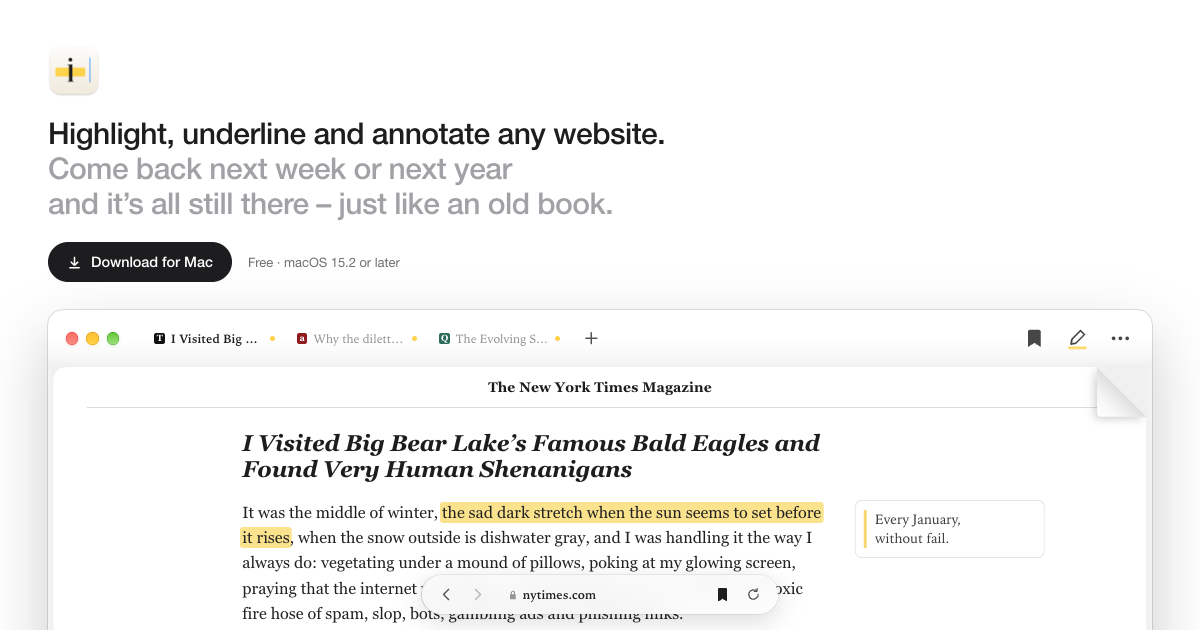 i
Highlight, underline and annotate any website.
Come back next week or next year
and it’s all still there – just like an old book.
Download for Mac
Free · macOS 15.2 or later
T I Visited Big ...
a Why the dilett...
Q The Evolving S...
The New York Times Magazine
I Visited Big Bear Lake’s Famous Bald Eagles and
Found Very Human Shenanigans
It was the middle of winter, the sad dark stretch when the sun seems to set before
it rises, when the snow outside is dishwater gray, and I was handling it the way I
always do: vegetating under a mound of pillows, poking at my glowing screen,
praying that the internet
fire hose of spam, slop, bots, gambling ads and phishing links.
Every January,
without fail.
nytimes.com